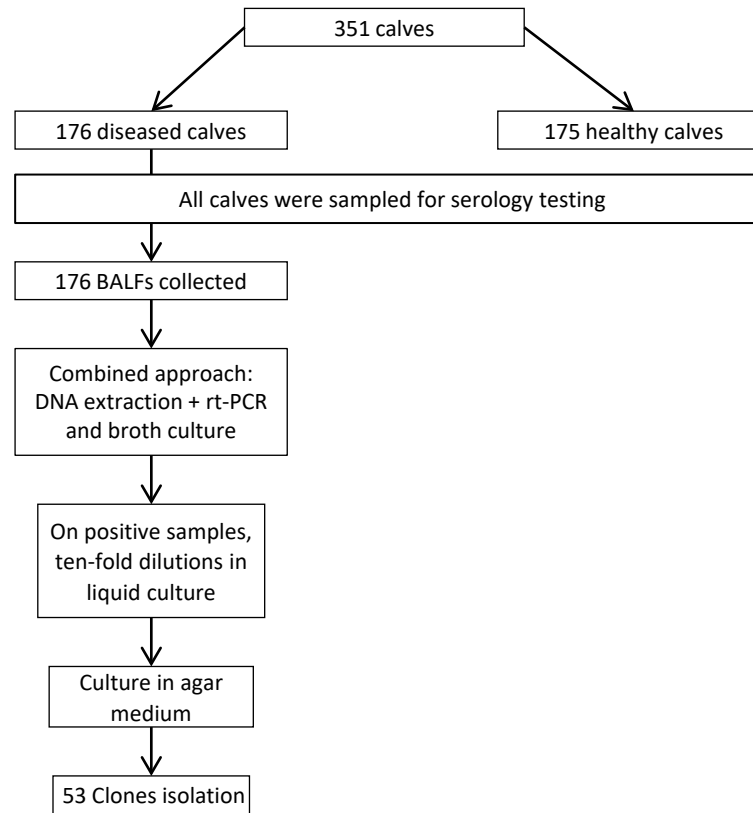 351 calves
176 diseased calves
175 healthy calves
All calves were sampled for serology testing
176 BALFs collected
Combined approach:
DNA extraction + rt-PCR
and broth culture
On positive samples,
ten-fold dilutions in
liquid culture
Culture in agar
medium
53 Clones isolation